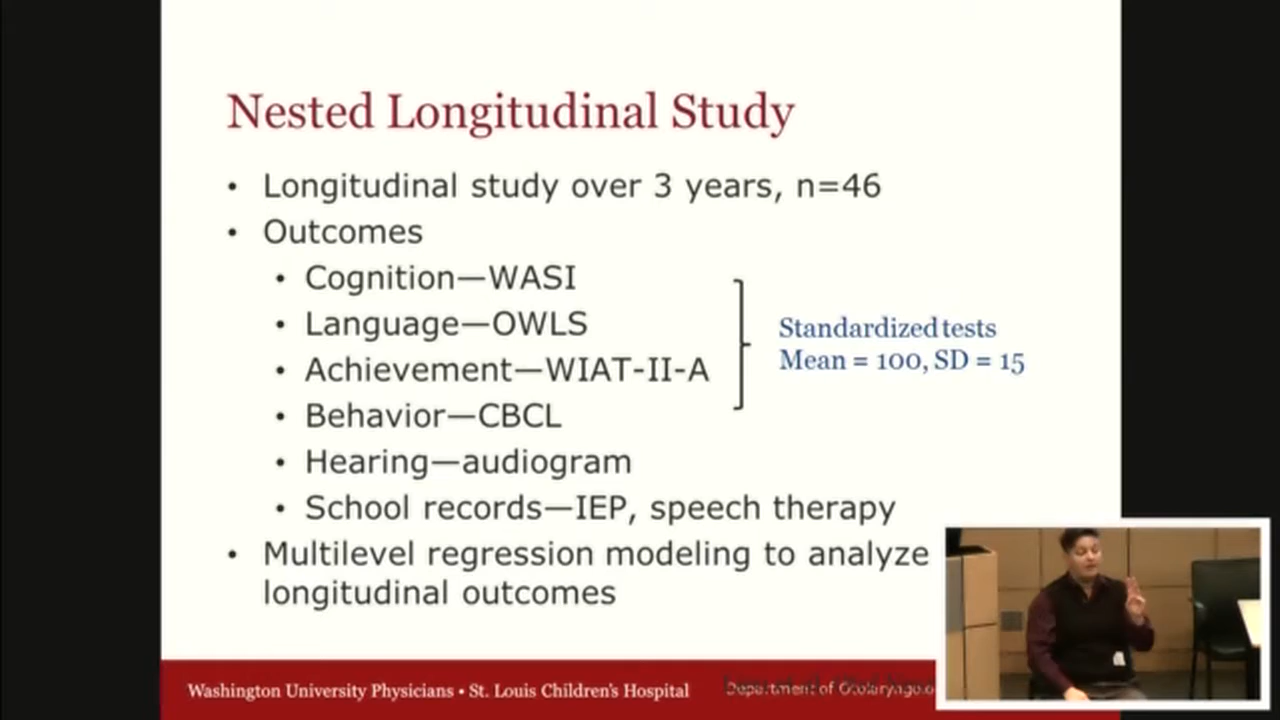 Nested Longitudinal Study
• Longitudinal study over 3 years, n=46
• Outcomes
• Cognition—WASI
• Language—OWLS
• Achievement—WIAT-II-A
• Behavior—CBCL
• Hearing—audiogram
• School records—IEP, speech therapy
Standardized tests
Mean = 100, SD = 15
• Multilevel regression modeling to analyze
longitudinal outcomes
Washington University Physicians • St. Louis Children's Hospital
Department of